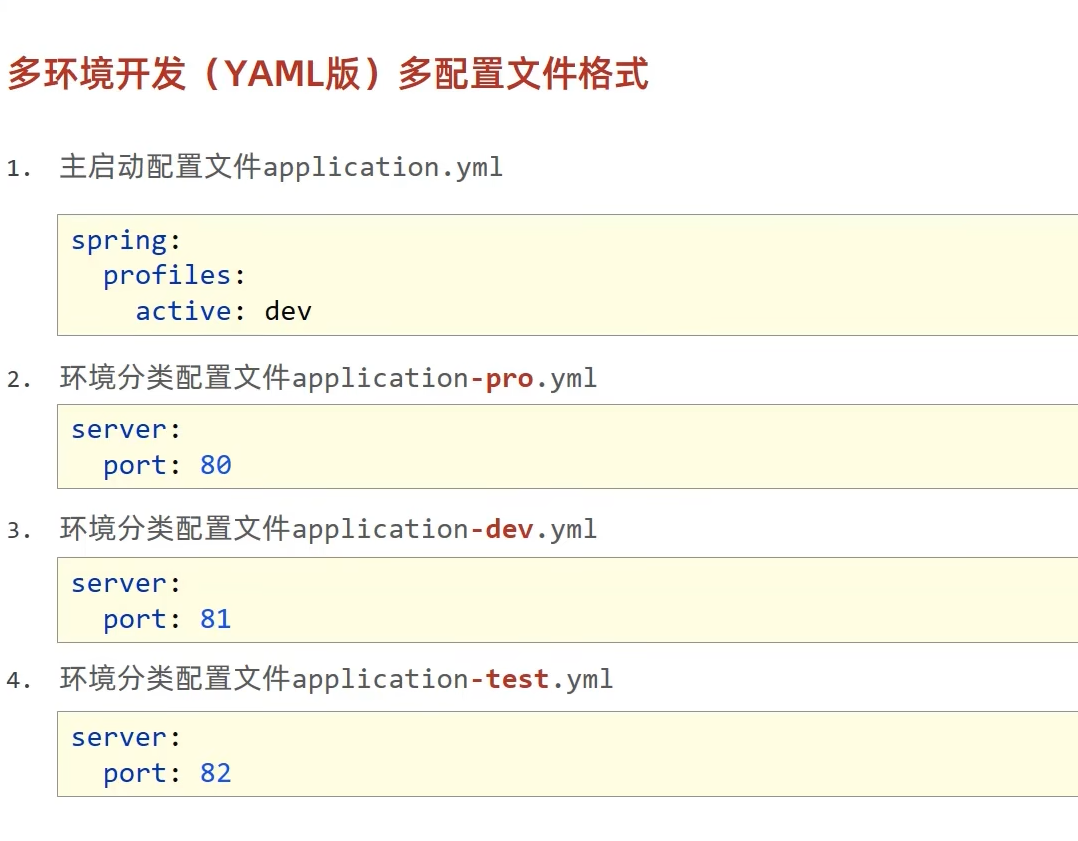 多环境开发（YAML版）多配置文件格式
1. 主启动配置文件application.yml
spring:
  profiles:
    active: dev
2. 环境分类配置文件application-pro.yml
server:
  port: 80
3. 环境分类配置文件application-dev.yml
server:
  port: 81
4. 环境分类配置文件application-test.yml
server:
  port: 82